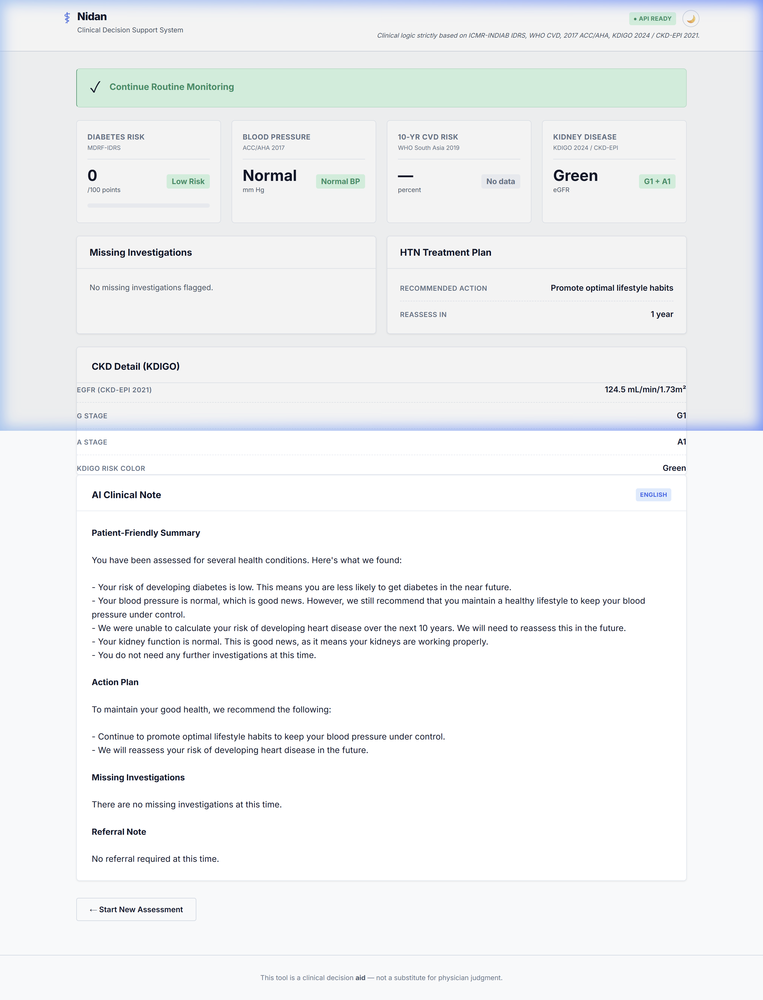 Nidan
Clinical Decision Support System
● API READY
Clinical logic strictly based on ICMR-INDIAB IDRS, WHO CVD, 2017 ACC/AHA, KDIGO 2024 / CKD-EPI 2021.
✓ Continue Routine Monitoring
DIABETES RISK
MDRF-IDRS
0
/100 points
Low Risk
BLOOD PRESSURE
ACC/AHA 2017
Normal
mm Hg
Normal BP
10-YR CVD RISK
WHO South Asia 2019
—
percent
No data
KIDNEY DISEASE
KDIGO 2024 / CKD-EPI
Green
eGFR
G1 + A1
Missing Investigations
No missing investigations flagged.
HTN Treatment Plan
RECOMMENDED ACTION Promote optimal lifestyle habits
REASSESS IN 1 year
CKD Detail (KDIGO)
EGFR (CKD-EPI 2021) 124.5 mL/min/1.73m²
G STAGE G1
A STAGE A1
KDIGO RISK COLOR Green
AI Clinical Note
ENGLISH
Patient-Friendly Summary
You have been assessed for several health conditions. Here's what we found:
- Your risk of developing diabetes is low. This means you are less likely to get diabetes in the near future.
- Your blood pressure is normal, which is good news. However, we still recommend that you maintain a healthy lifestyle to keep your blood
pressure under control.
- We were unable to calculate your risk of developing heart disease over the next 10 years. We will need to reassess this in the future.
- Your kidney function is normal. This is good news, as it means your kidneys are working properly.
- You do not need any further investigations at this time.
Action Plan
To maintain your good health, we recommend the following:
- Continue to promote optimal lifestyle habits to keep your blood pressure under control.
- We will reassess your risk of developing heart disease in the future.
Missing Investigations
There are no missing investigations at this time.
Referral Note
No referral required at this time.
← Start New Assessment
This tool is a clinical decision aid — not a substitute for physician judgment.